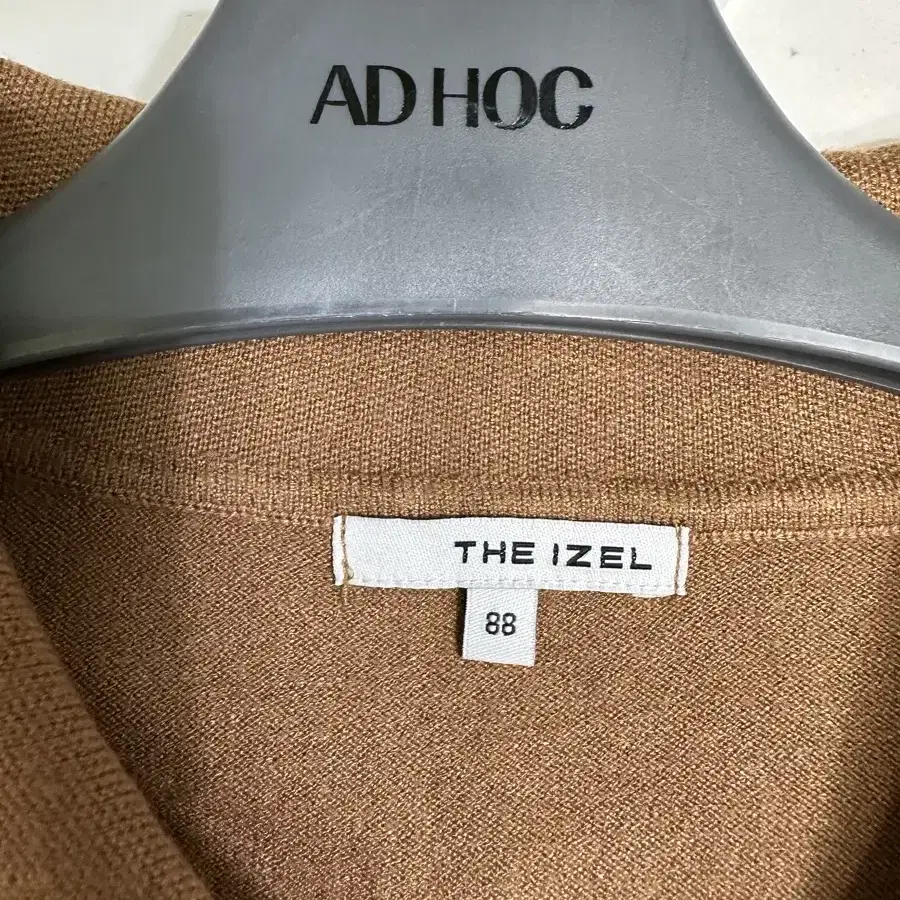 AD HOC
THE IZEL
88